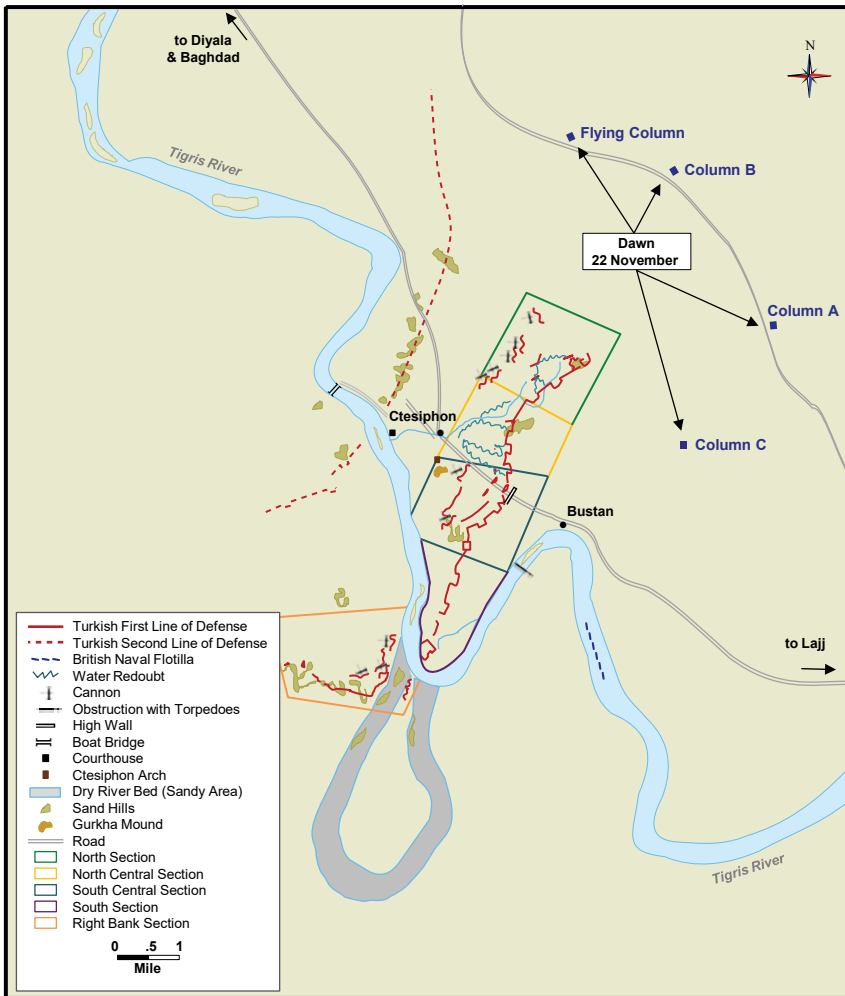 to Diyala
& Baghdad
N
Tigris River
Flying Column
Column B
Dawn
22 November
Column A
Ctesiphon
Column C
Bustan
to Lajj
Turkish First Line of Defense
Turkish Second Line of Defense
British Naval Flotilla
Water Redoubt
Cannon
Obstruction with Torpedoes
High Wall
Boat Bridge
Courthouse
Ctesiphon Arch
Dry River Bed (Sandy Area)
Sand Hills
Gurkha Mound
Road
North Section
North Central Section
South Central Section
South Section
Right Bank Section
0 .5 1
Mile
Tigris River